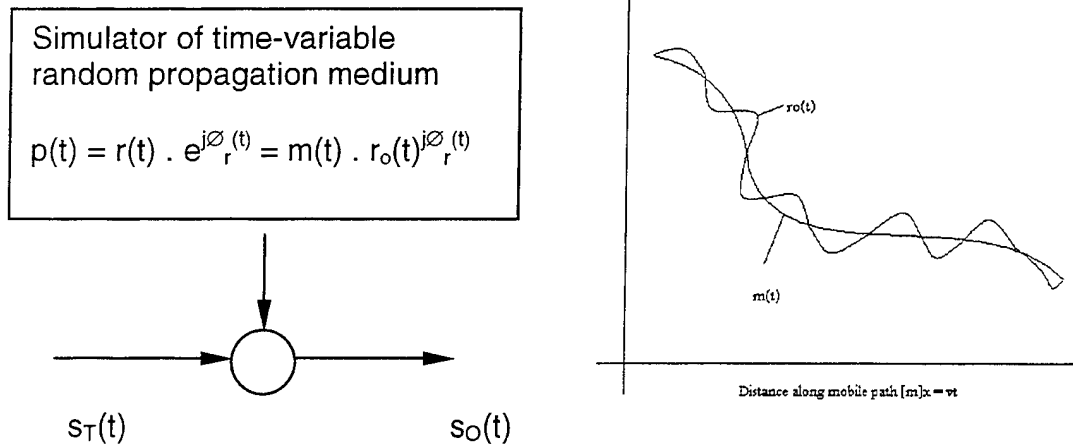 Simulator of time-variable
random propagation medium
p(t) = r(t) . e^{jØ_r(t)} = m(t) . r_o(t)^{jØ_r(t)}
s_T(t)
s_O(t)
ro(t)
m(t)
Distance along mobile path [m]x = vt